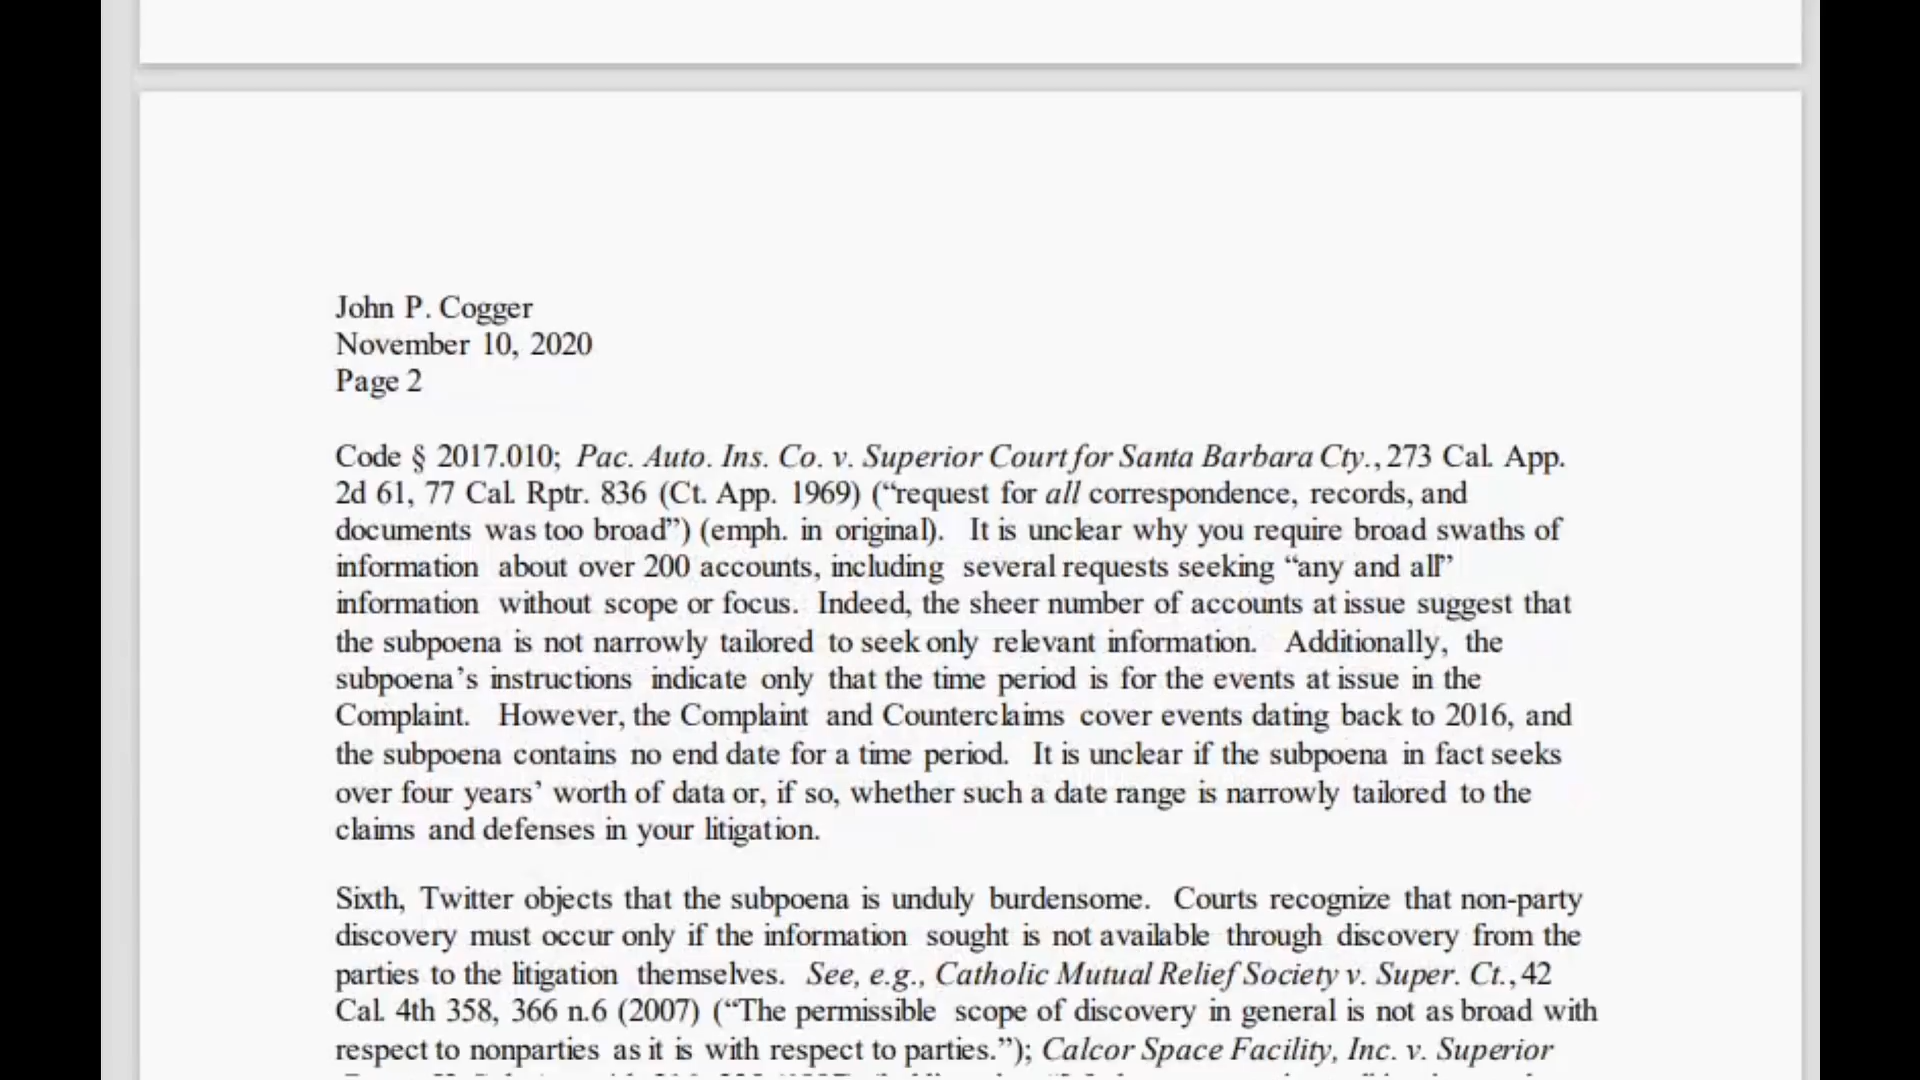 John P. Cogger
November 10, 2020
Page 2
Code § 2017.010; Pac. Auto. Ins. Co. v. Superior Court for Santa Barbara Cty., 273 Cal. App.
2d 61, 77 Cal. Rptr. 836 (Ct. App. 1969) (“request for all correspondence, records, and
documents was too broad”) (emph. in original). It is unclear why you require broad swaths of
information about over 200 accounts, including several requests seeking “any and all”
information without scope or focus. Indeed, the sheer number of accounts at issue suggest that
the subpoena is not narrowly tailored to seek only relevant information. Additionally, the
subpoena’s instructions indicate only that the time period is for the events at issue in the
Complaint. However, the Complaint and Counterclaims cover events dating back to 2016, and
the subpoena contains no end date for a time period. It is unclear if the subpoena in fact seeks
over four years’ worth of data or, if so, whether such a date range is narrowly tailored to the
claims and defenses in your litigation.
Sixth, Twitter objects that the subpoena is unduly burdensome. Courts recognize that non-party
discovery must occur only if the information sought is not available through discovery from the
parties to the litigation themselves. See, e.g., Catholic Mutual Relief Society v. Super. Ct., 42
Cal. 4th 358, 366 n.6 (2007) (“The permissible scope of discovery in general is not as broad with
respect to nonparties as it is with respect to parties.”); Calcor Space Facility, Inc. v. Superior